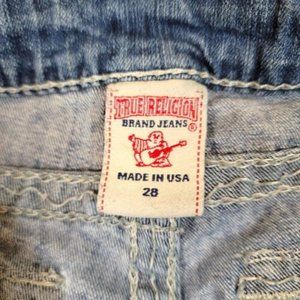 TRUE RELIGION
BRAND JEANS®
MADE IN USA
28